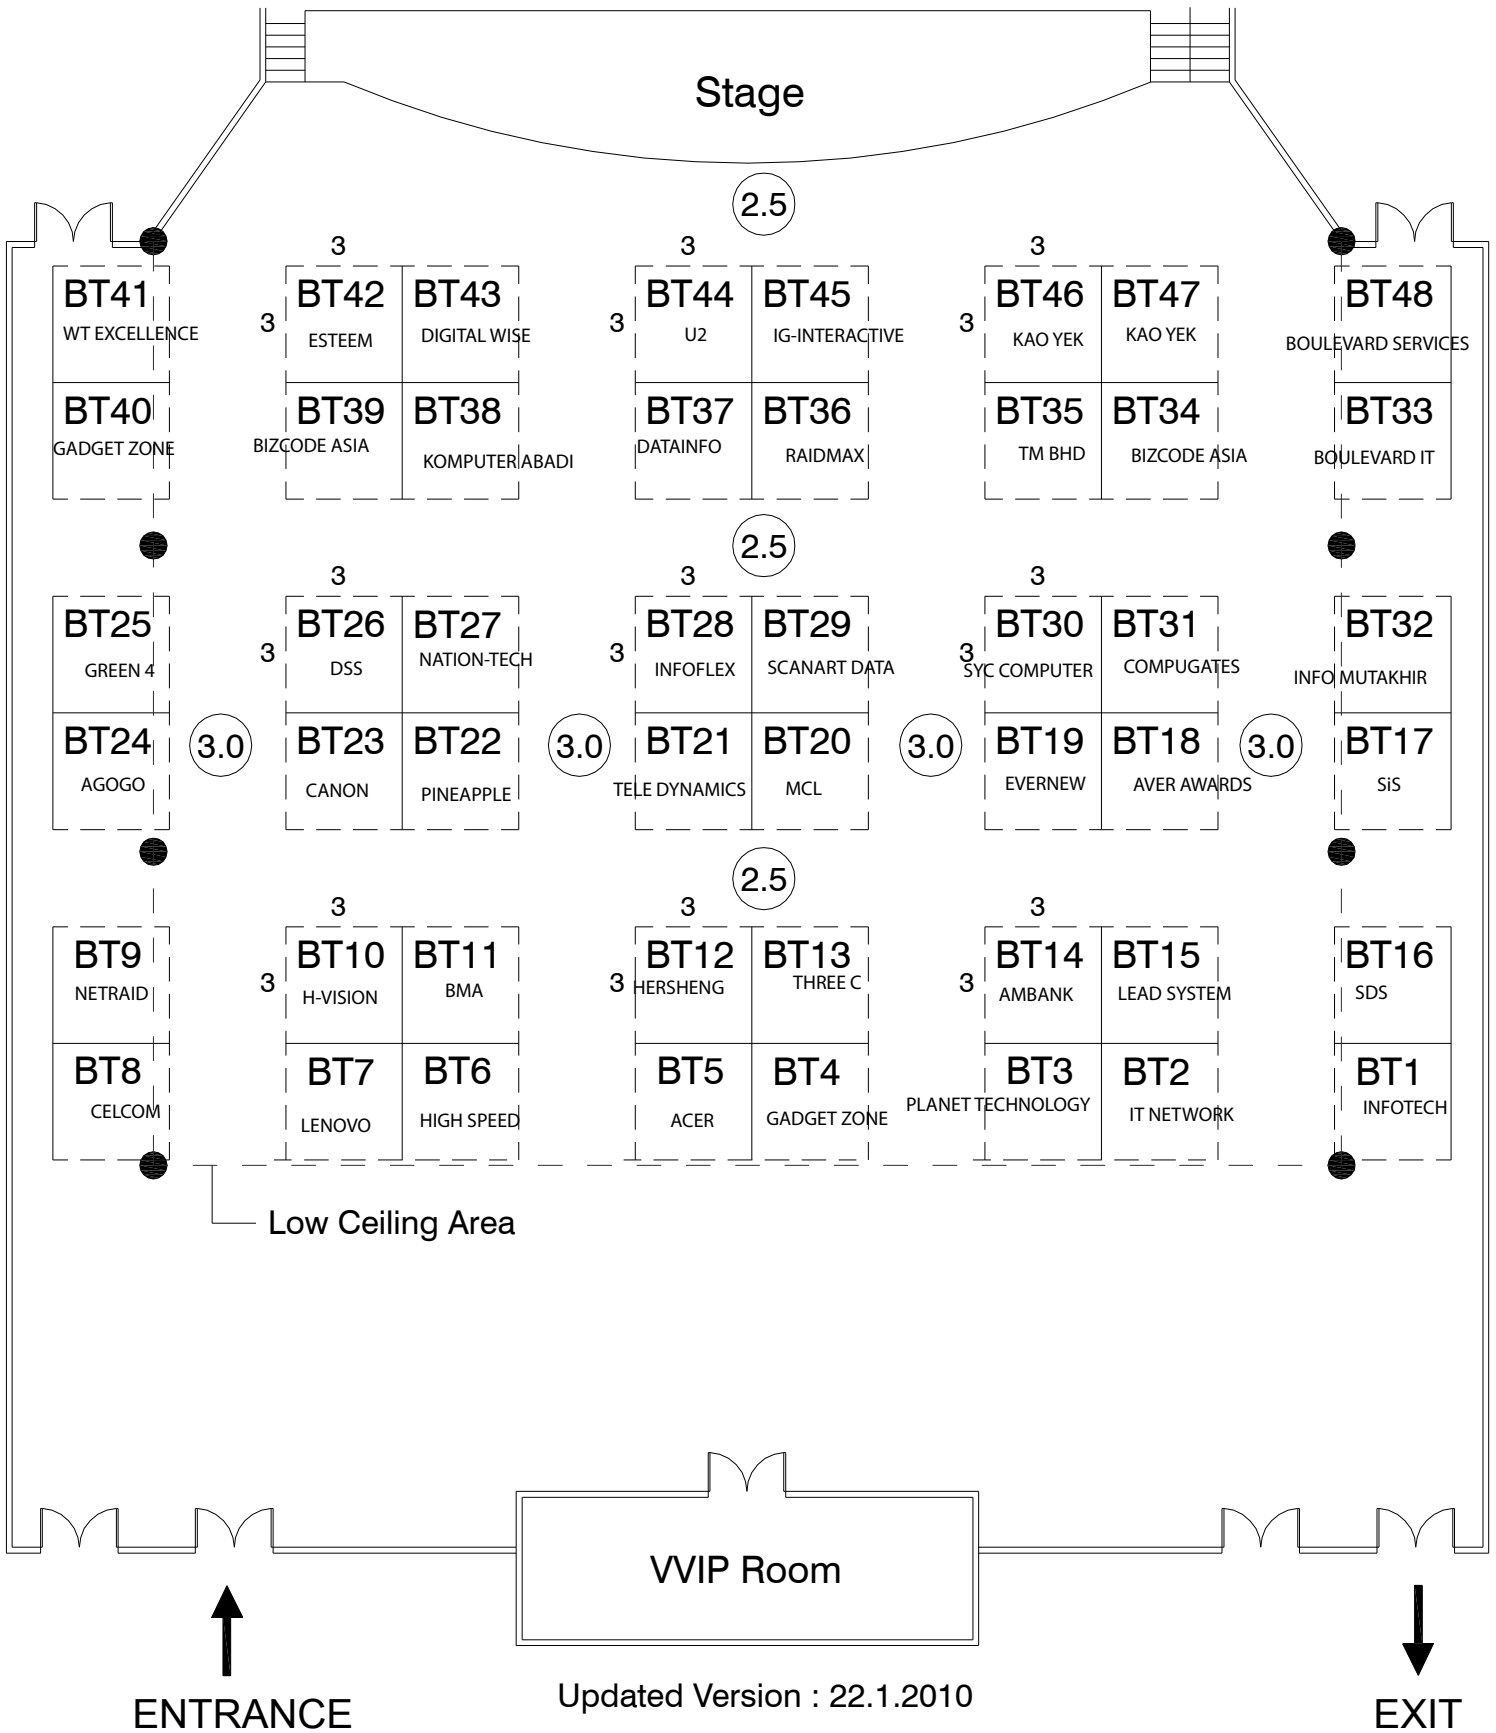 Stage
2.5
3 3 3
BT41 BT42 BT43 BT44 BT45 BT46 BT47 BT48
3 3 3
WT EXCELLENCE ESTEEM DIGITAL WISE U2 IG-INTERACTIVE KAO YEK KAO YEK BOULEVARD SERVICES
BT40 BT39 BT38 BT37 BT36 BT35 BT34 BT33
GADGET ZONE BIZCODE ASIA KOMPUTER ABADI DATAINFO RAIDMAX TM BHD BIZCODE ASIA BOULEVARD IT
2.5
3 3 3
BT25 BT26 BT27 BT28 BT29 BT30 BT31 BT32
3 3 3
GREEN 4 DSS NATION-TECH INFOFLEX SCANART DATA SYC COMPUTER COMPUGATES INFO MUTAKHIR
BT24 3.0 BT23 BT22 3.0 BT21 BT20 3.0 BT19 BT18 3.0 BT17
AGOGO CANON PINEAPPLE TELE DYNAMICS MCL EVERNEW AVER AWARDS SiS
2.5
3 3 3
BT9 BT10 BT11 BT12 BT13 BT14 BT15 BT16
3 3 3
NETRAID H-VISION BMA HERSHENG THREE C AMBANK LEAD SYSTEM SDS
BT8 BT7 BT6 BT5 BT4 BT3 BT2 BT1
CELCOM LENOVO HIGH SPEED ACER GADGET ZONE PLANET TECHNOLOGY IT NETWORK INFOTECH
Low Ceiling Area
VVIP Room
Updated Version : 22.1.2010
ENTRANCE EXIT